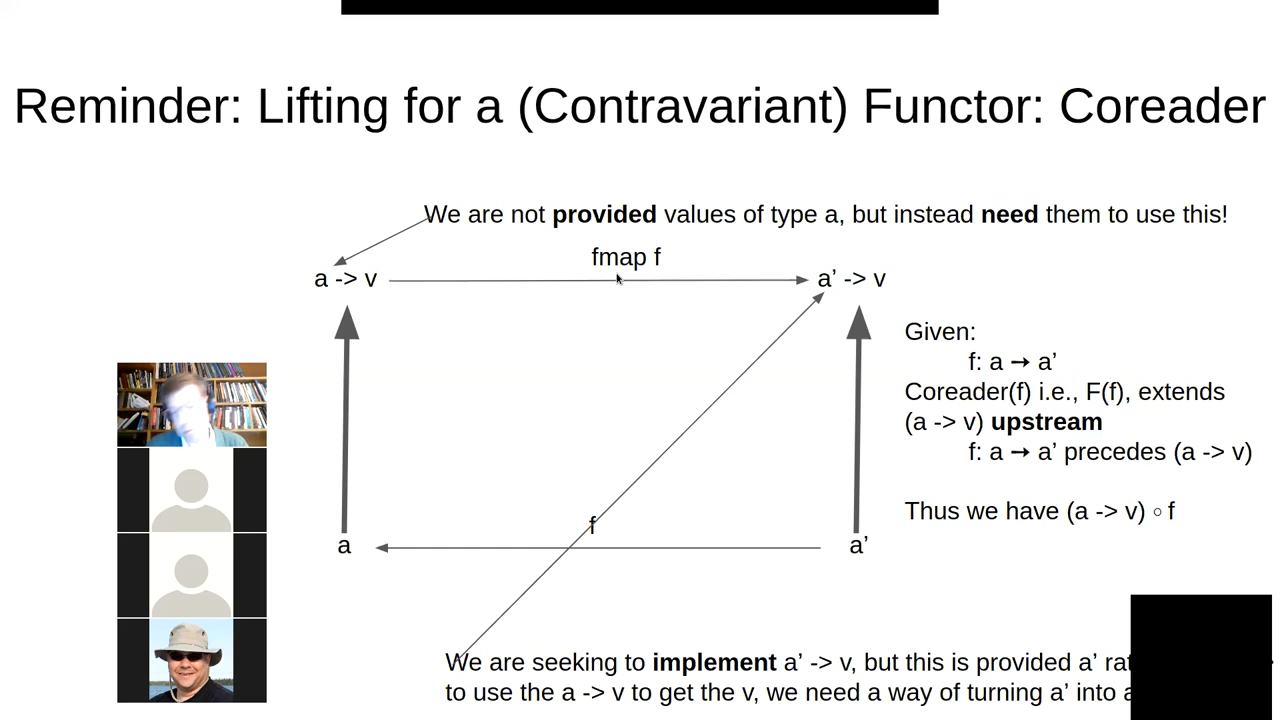 Reminder: Lifting for a (Contravariant) Functor: Coreader
We are not provided values of type a, but instead need them to use this!
fmap f
a -> v
a’ -> v
Given:
f: a → a’
Coreader(f) i.e., F(f), extends
(a -> v) upstream
f: a → a’ precedes (a -> v)
Thus we have (a -> v) ○ f
f
a
a’
We are seeking to implement a’ -> v, but this is provided a’
to use the a -> v to get the v, we need a way of turning a’ into